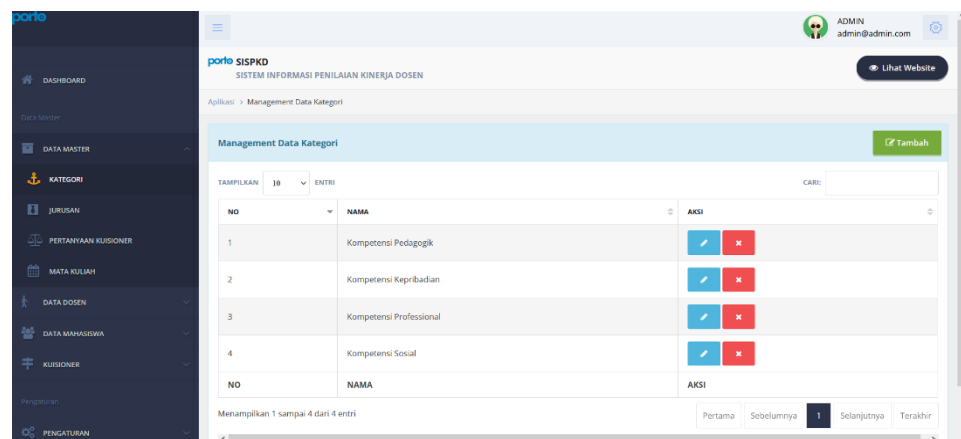 porto
ADMIN
admin@admin.com
porto SISPKD
SISTEM INFORMASI PENILAIAN KINERJA DOSEN
Lihat Website
Aplikasi > Management Data Kategori
DASHBOARD
Data Master
DATA MASTER
KATEGORI
JURUSAN
PERTANYAAN KUISIONER
MATA KULIAH
DATA DOSEN
DATA MAHASISWA
KUISIONER
Pengaturan
PENGATURAN
Management Data Kategori
Tambah
TAMPILKAN 10 ENTRI
CARI:
NO NAMA AKSI
1 Kompetensi Pedagogik
2 Kompetensi Kepribadian
3 Kompetensi Professional
4 Kompetensi Sosial
NO NAMA AKSI
Menampilkan 1 sampai 4 dari 4 entri
Pertama Sebelumnya 1 Selanjutnya Terakhir